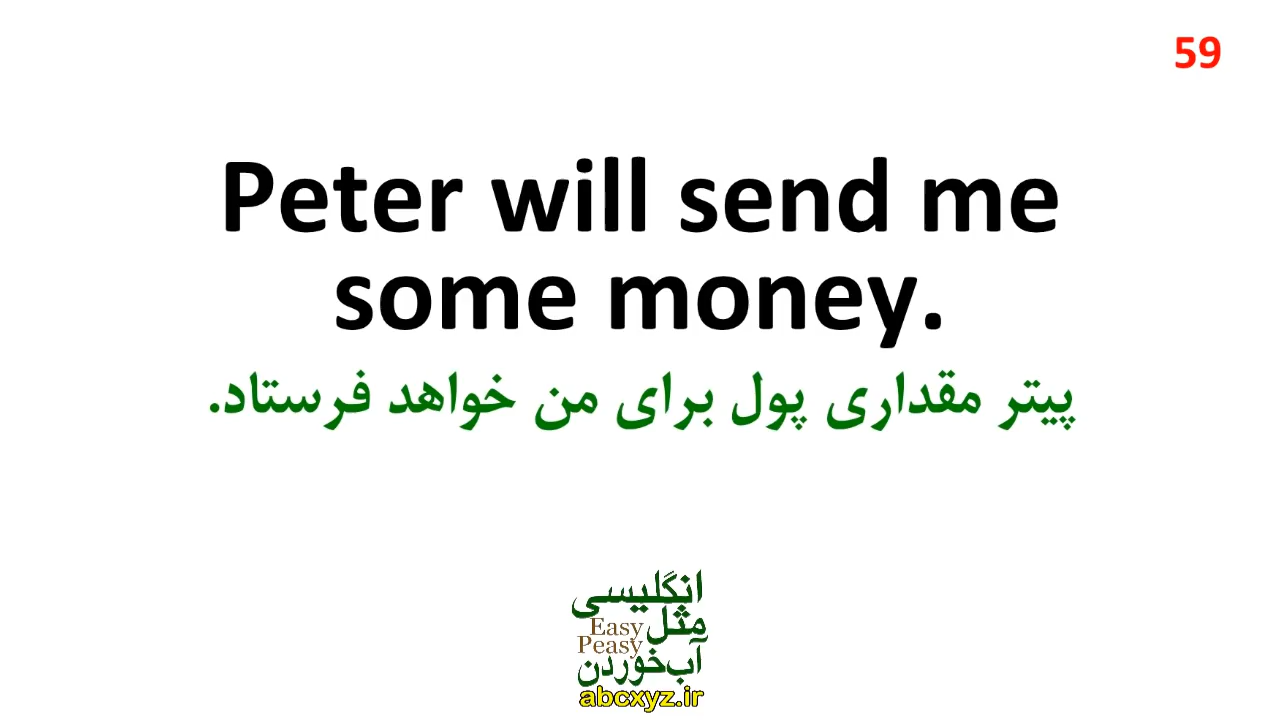 59
Peter will send me
some money.
پیتر مقداری پول برای من خواهد فرستاد.
انگلیسی
مثل
Easy
Peasy
آب‌خوردن
abcxyz.ir